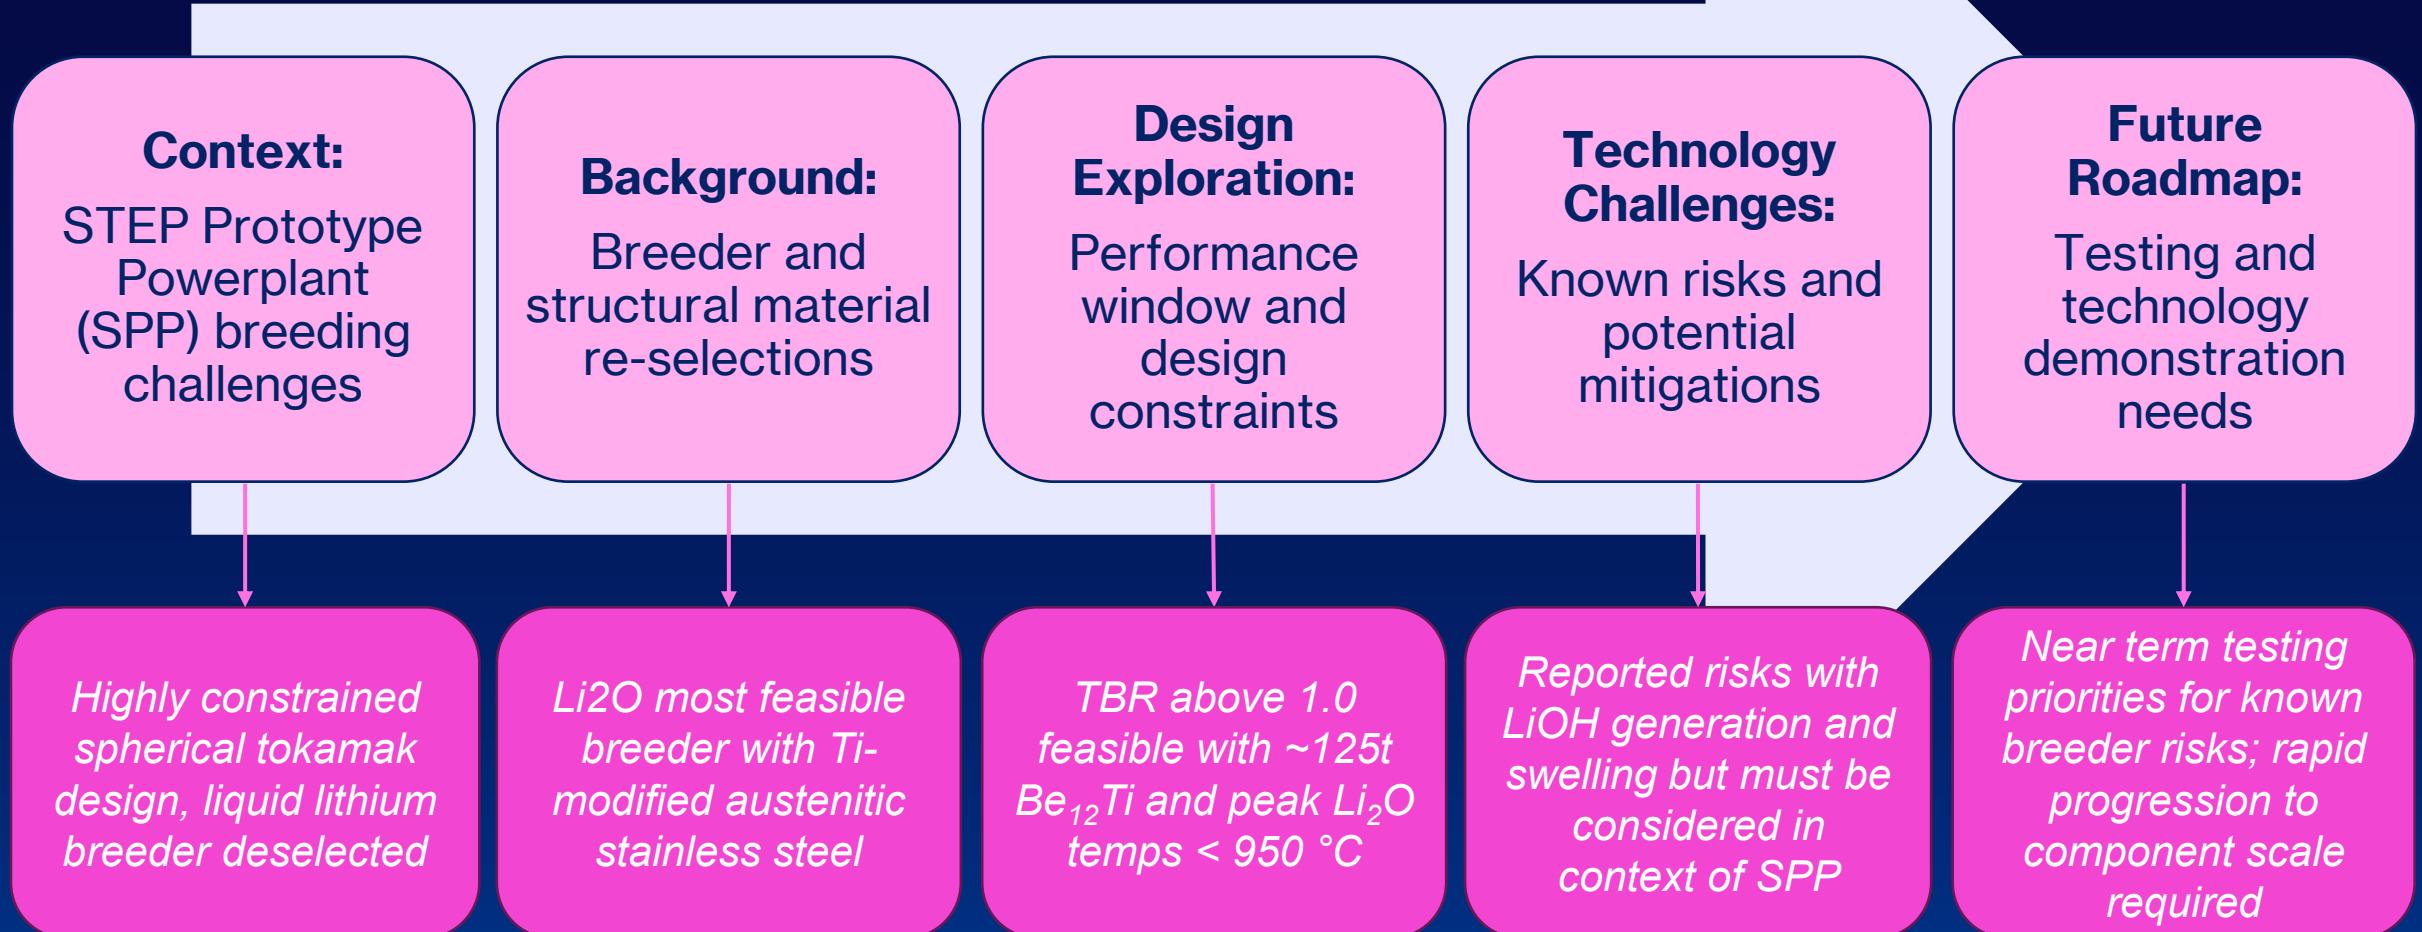 Context:
STEP Prototype
Powerplant
(SPP) breeding
challenges
Background:
Breeder and
structural material
re-selections
Design
Exploration:
Performance
window and
design
constraints
Technology
Challenges:
Known risks and
potential
mitigations
Future
Roadmap:
Testing and
technology
demonstration
needs
Highly constrained
spherical tokamak
design, liquid lithium
breeder deselected
Li2O most feasible
breeder with Ti-
modified austenitic
stainless steel
TBR above 1.0
feasible with ~125t
Be₁₂Ti and peak Li₂O
temps < 950 °C
Reported risks with
LiOH generation and
swelling but must be
considered in
context of SPP
Near term testing
priorities for known
breeder risks; rapid
progression to
component scale
required